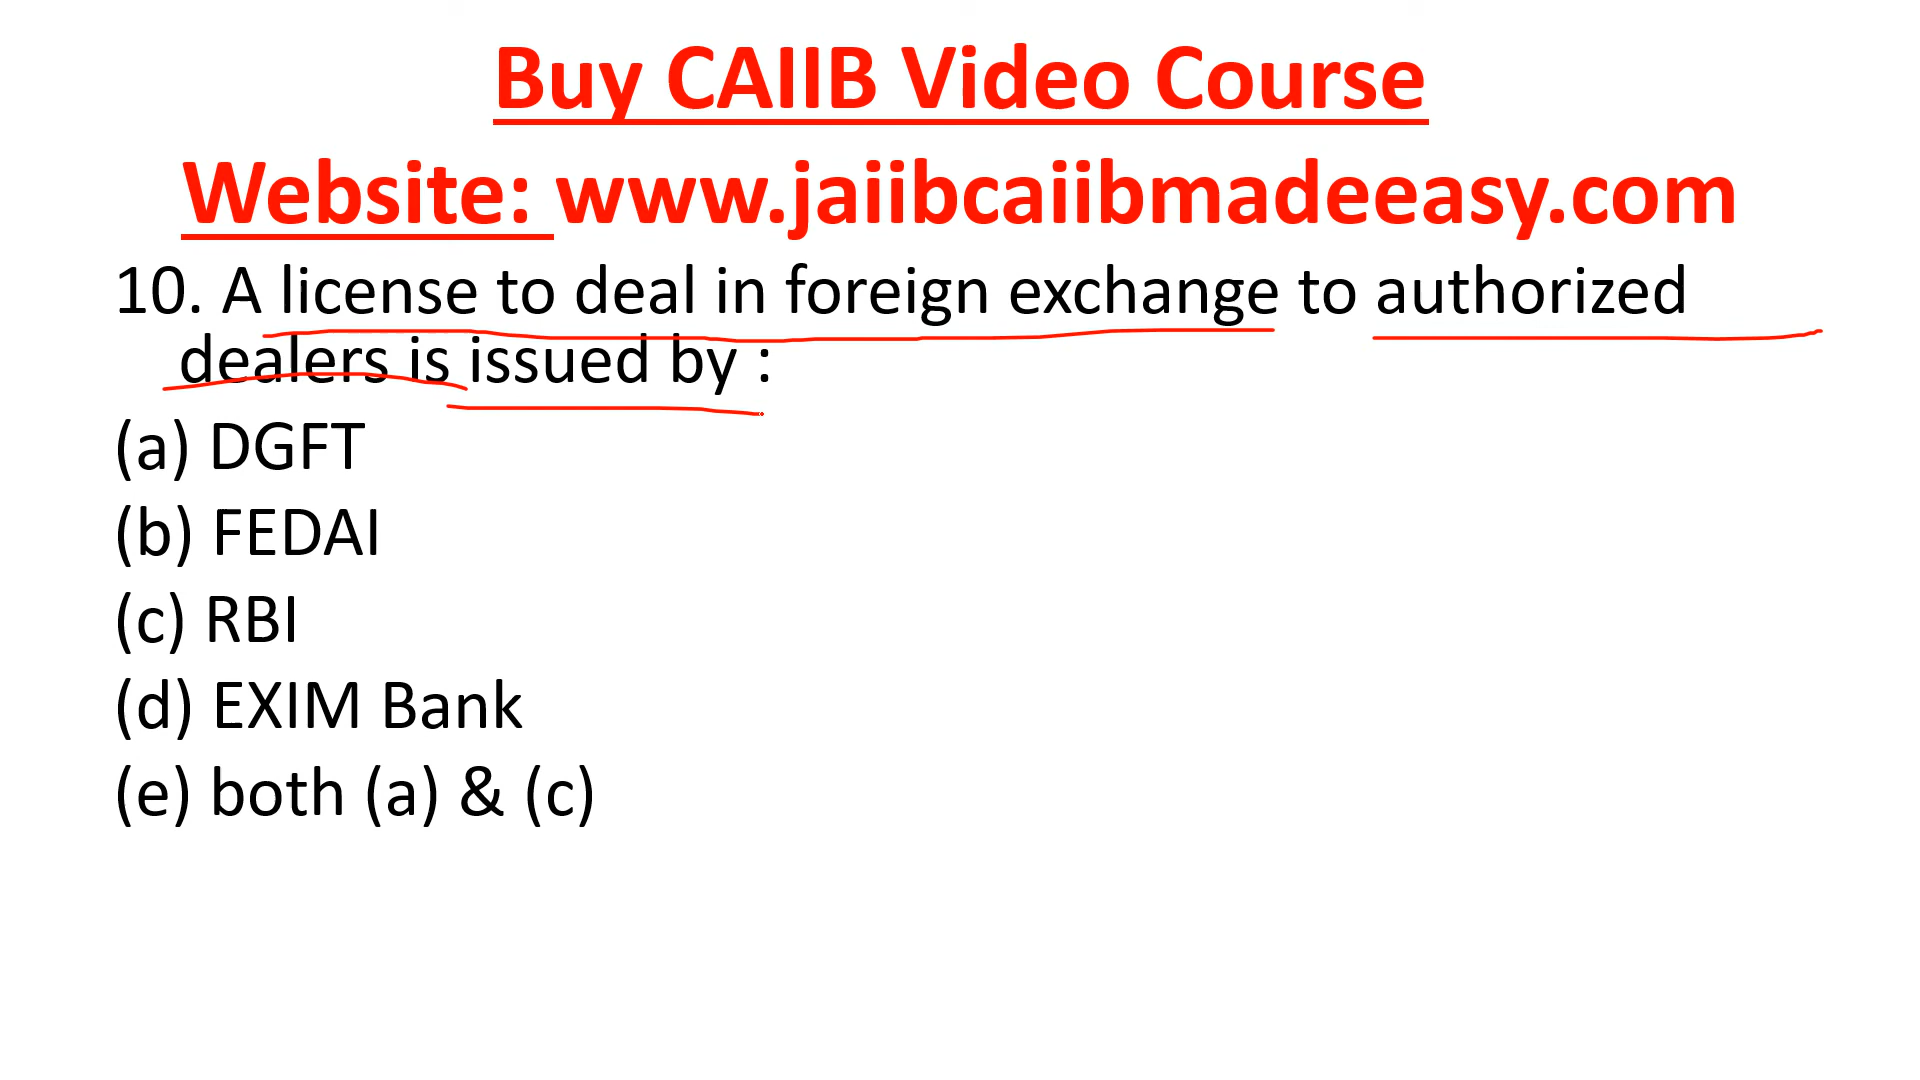 Buy CAIIB Video Course
Website: www.jaiibcaiibmadeeasy.com
10. A license to deal in foreign exchange to authorized
dealers is issued by :
(a) DGFT
(b) FEDAI
(c) RBI
(d) EXIM Bank
(e) both (a) & (c)